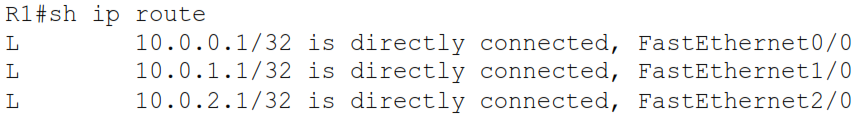 R1#sh ip route
L        10.0.0.1/32 is directly connected, FastEthernet0/0
L        10.0.1.1/32 is directly connected, FastEthernet1/0
L        10.0.2.1/32 is directly connected, FastEthernet2/0